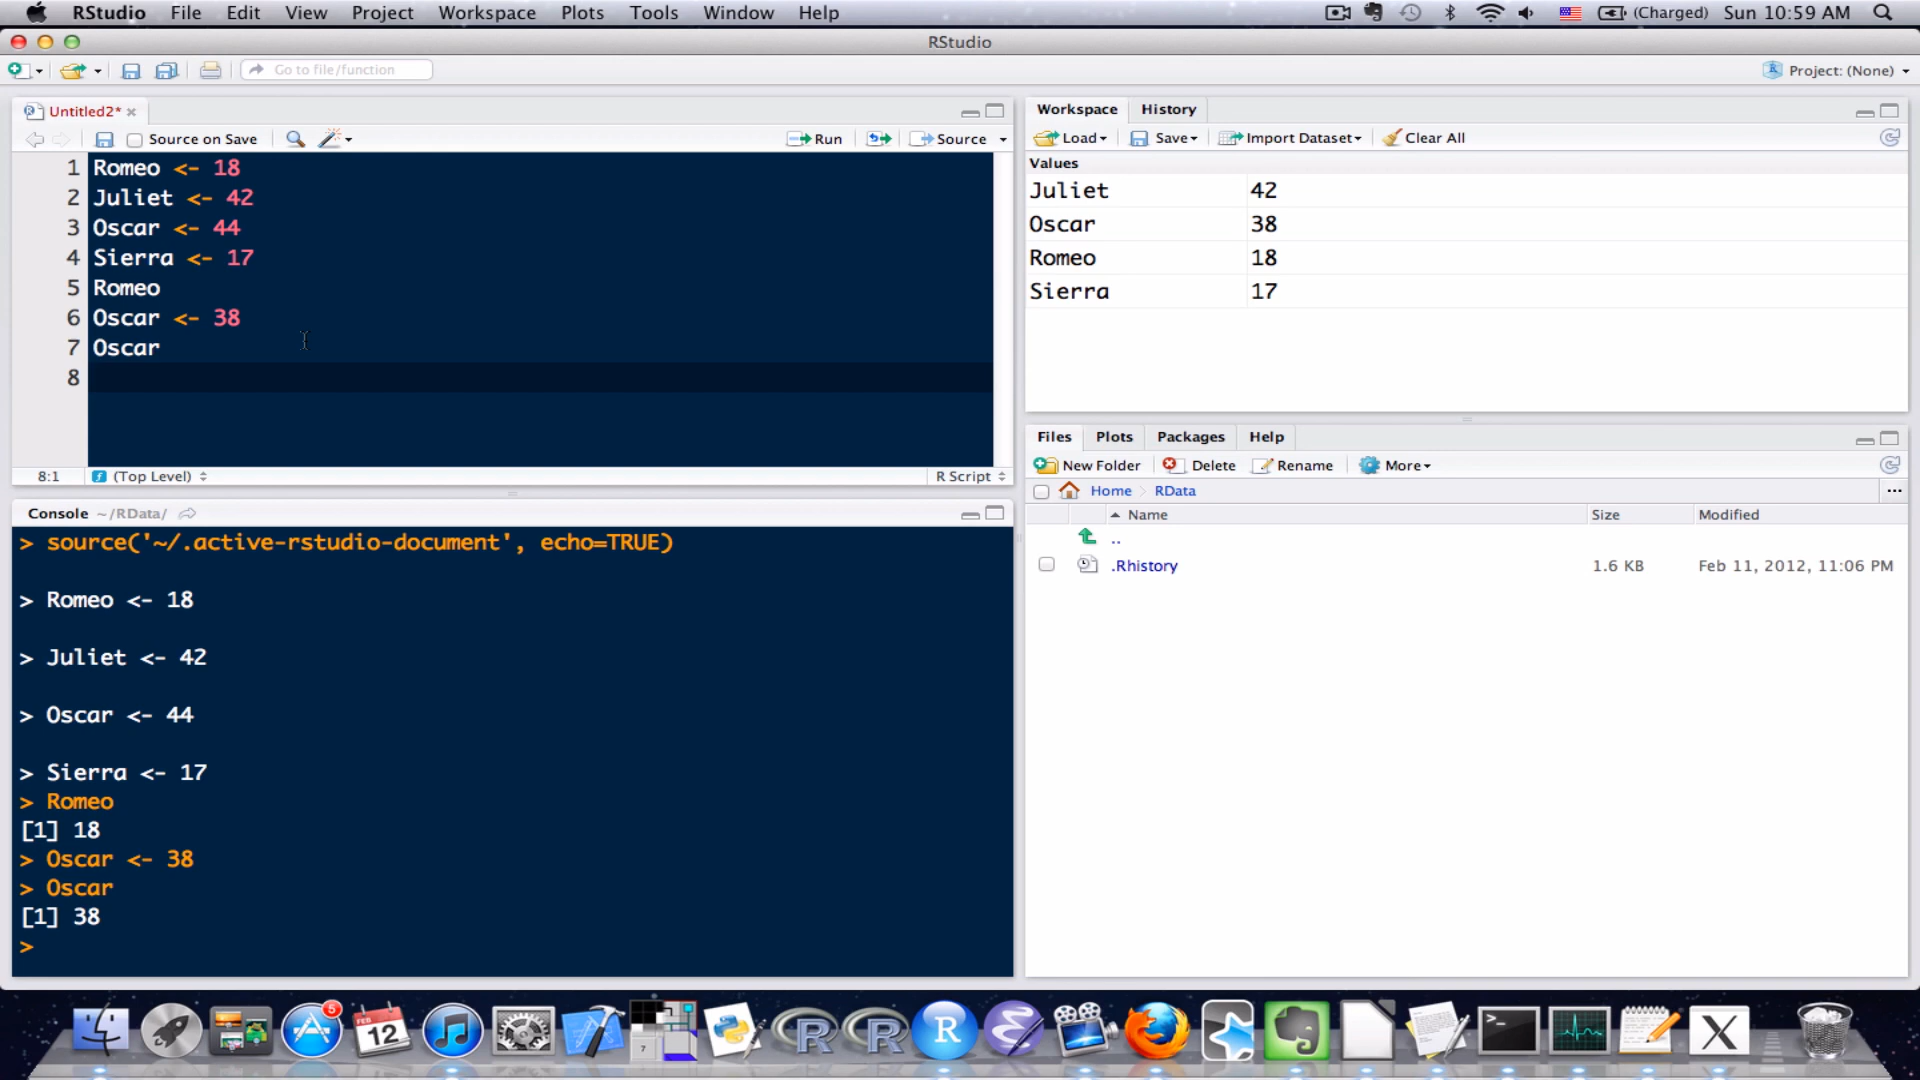 RStudio File Edit View Project Workspace Plots Tools Window Help (Charged) Sun 10:59 AM
RStudio
Go to file/function Project: (None)
Untitled2*
Source on Save Run Source
1 Romeo <- 18
2 Juliet <- 42
3 Oscar <- 44
4 Sierra <- 17
5 Romeo
6 Oscar <- 38
7 Oscar
8
8:1 (Top Level) R Script
Console ~/RData/
> source('~/.active-rstudio-document', echo=TRUE)
> Romeo <- 18
> Juliet <- 42
> Oscar <- 44
> Sierra <- 17
> Romeo
[1] 18
> Oscar <- 38
> Oscar
[1] 38
>
Workspace History
Load Save Import Dataset Clear All
Values
Juliet 42
Oscar 38
Romeo 18
Sierra 17
Files Plots Packages Help
New Folder Delete Rename More
Home RData ...
Name Size Modified
..
.Rhistory 1.6 KB Feb 11, 2012, 11:06 PM
5
FEB
12
7
R
R
R
>_
X